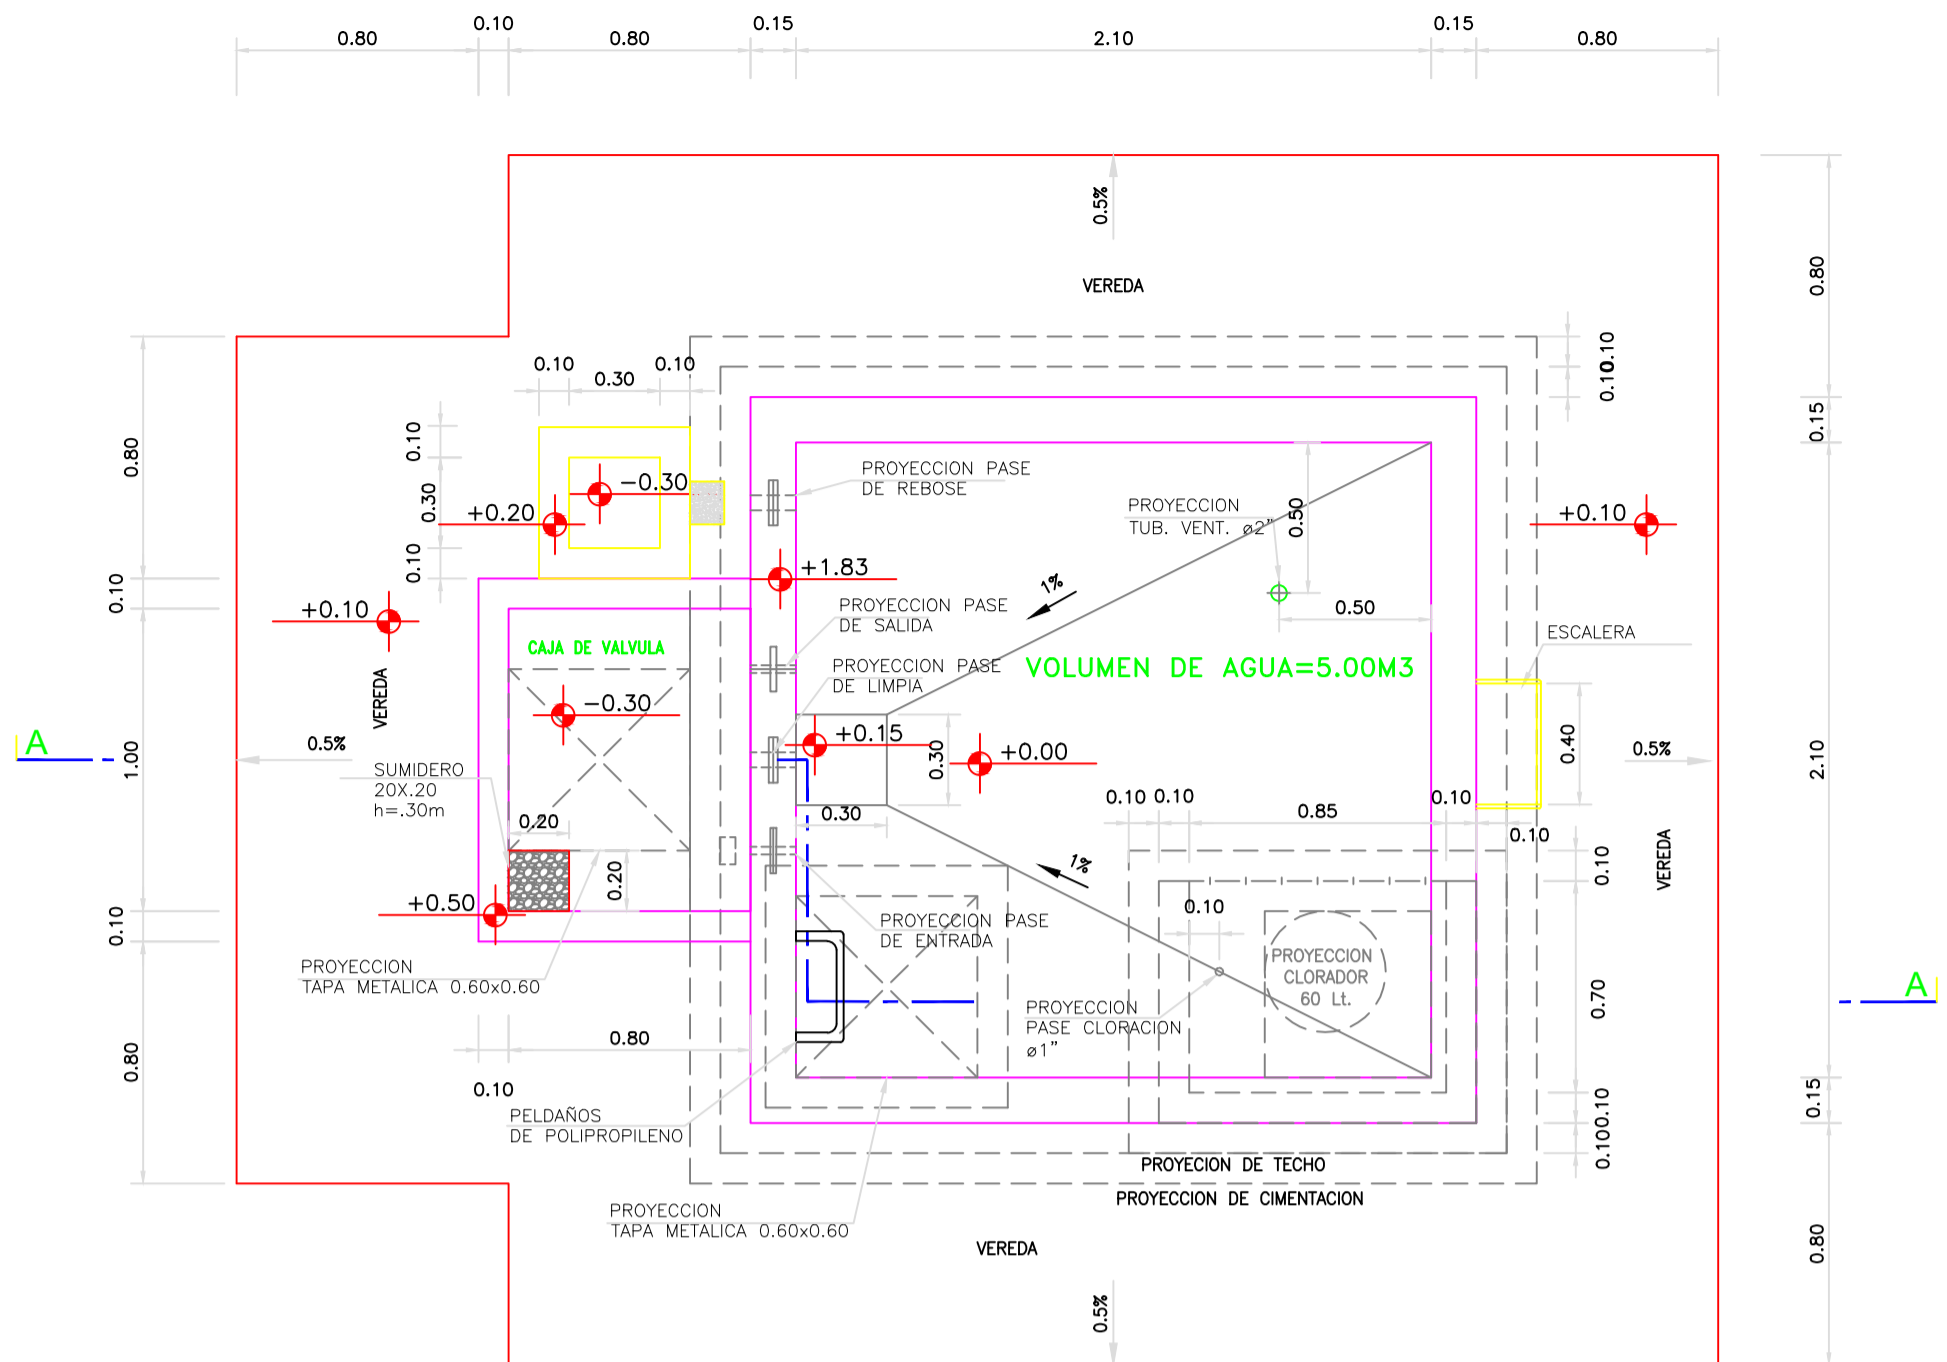 0.80
0.10
0.80
0.15
2.10
0.15
0.80
0.5%
VEREDA
0.80
0.10
0.10
0.15
0.10
0.30
0.10
0.80
0.10
0.30
0.10
-0.30
+0.20
PROYECCION PASE
DE REBOSE
PROYECCION
TUB. VENT. ø2"
0.50
+0.10
+1.83
1%
0.50
0.10
+0.10
PROYECCION PASE
DE SALIDA
ESCALERA
CAJA DE VALVULA
VOLUMEN DE AGUA=5.00M3
PROYECCION PASE
DE LIMPIA
VEREDA
-0.30
+0.15
+0.00
0.30
0.40
A
0.5%
1.00
0.5%
2.10
SUMIDERO
20X.20
h=.30m
0.20
0.30
0.10
0.10
0.85
0.10
0.10
0.20
1%
0.10
VEREDA
+0.50
0.10
PROYECCION PASE
DE ENTRADA
0.10
PROYECCION
CLORADOR
60 Lt.
PROYECCION
TAPA METALICA 0.60x0.60
A
PROYECCION
PASE CLORACION
ø1"
0.70
0.80
0.80
0.10
PELDAÑOS
DE POLIPROPILENO
0.10
0.10
0.15
PROYECION DE TECHO
PROYECCION DE CIMENTACION
PROYECCION
TAPA METALICA 0.60x0.60
VEREDA
0.80
0.5%